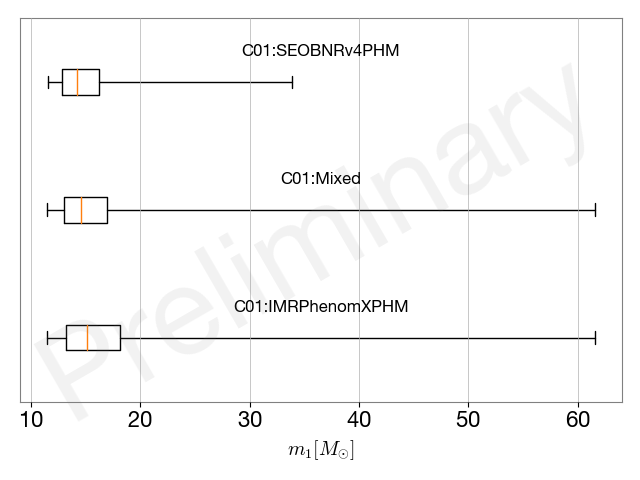 C01:SEOBNRv4PHM
C01:Mixed
C01:IMRPhenomXPHM
Preliminary
10 20 30 40 50 60
m₁[M⊙]